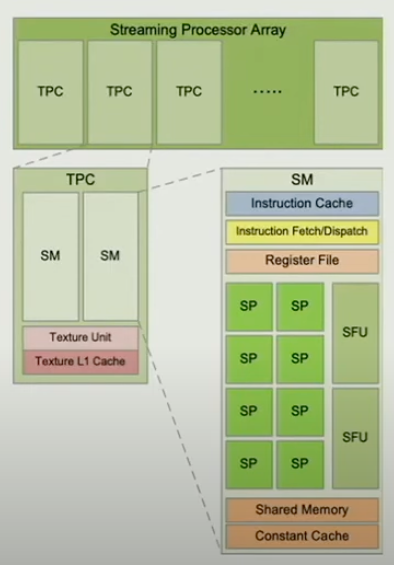 Streaming Processor Array
TPC TPC TPC ..... TPC
TPC
SM SM
Texture Unit
Texture L1 Cache
SM
Instruction Cache
Instruction Fetch/Dispatch
Register File
SP SP
SP SP
SFU
SP SP
SP SP
SFU
Shared Memory
Constant Cache